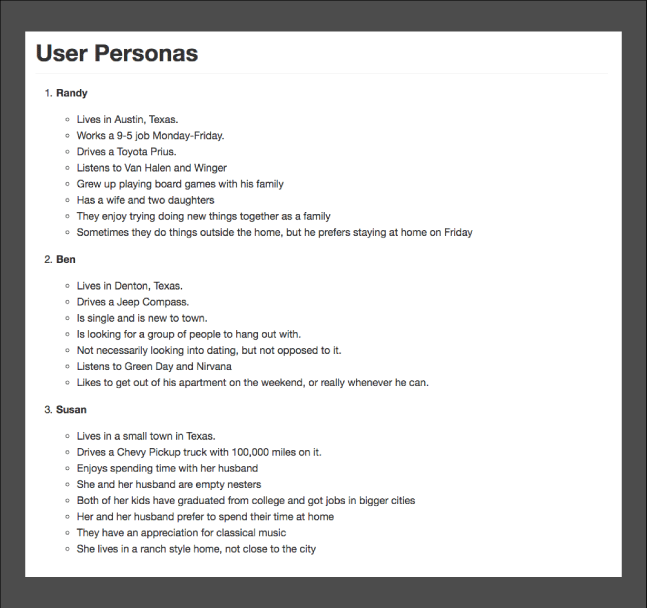 User Personas
1. Randy
◦ Lives in Austin, Texas.
◦ Works a 9-5 job Monday-Friday.
◦ Drives a Toyota Prius.
◦ Listens to Van Halen and Winger
◦ Grew up playing board games with his family
◦ Has a wife and two daughters
◦ They enjoy trying doing new things together as a family
◦ Sometimes they do things outside the home, but he prefers staying at home on Friday
2. Ben
◦ Lives in Denton, Texas.
◦ Drives a Jeep Compass.
◦ Is single and is new to town.
◦ Is looking for a group of people to hang out with.
◦ Not necessarily looking into dating, but not opposed to it.
◦ Listens to Green Day and Nirvana
◦ Likes to get out of his apartment on the weekend, or really whenever he can.
3. Susan
◦ Lives in a small town in Texas.
◦ Drives a Chevy Pickup truck with 100,000 miles on it.
◦ Enjoys spending time with her husband
◦ She and her husband are empty nesters
◦ Both of her kids have graduated from college and got jobs in bigger cities
◦ Her and her husband prefer to spend their time at home
◦ They have an appreciation for classical music
◦ She lives in a ranch style home, not close to the city